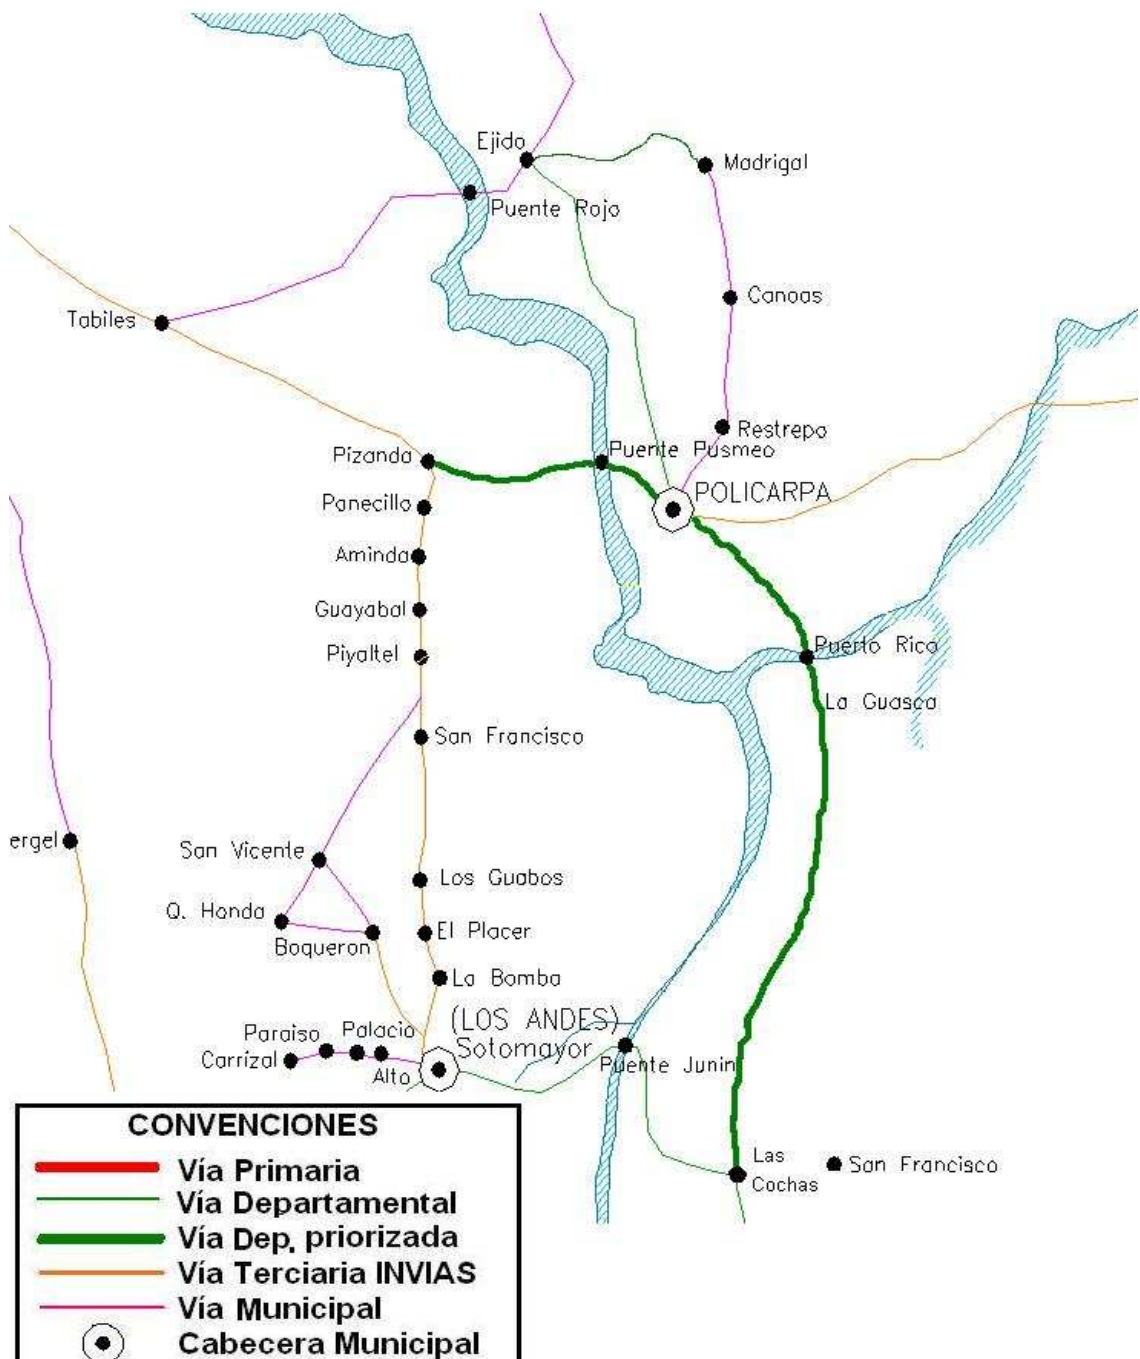 Ejido
Madrigal
Puente Rojo
Canoas
Tabiles
Restrepo
Puente Pusmeo
Pizanda
POLICARPA
Panecillo
Aminda
Guayabal
Piyaltel
Puerto Rico
La Guasca
San Francisco
ergel
San Vicente
Los Guabos
Q. Honda
El Placer
Boqueron
La Bomba
(LOS ANDES)
Paraiso
Palacio
Sotomayor
Carrizal
Alto
Puente Junin
Las
Cochas
San Francisco
CONVENCIONES
Vía Primaria
Vía Departamental
Vía Dep. priorizada
Vía Terciaria INVIAS
Vía Municipal
Cabecera Municipal